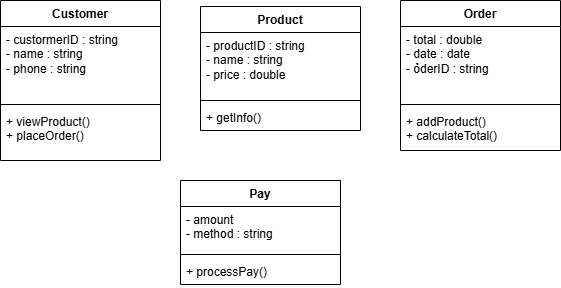 Customer
- custormerID : string
- name : string
- phone : string
+ viewProduct()
+ placeOrder()
Product
- productID : string
- name : string
- price : double
+ getInfo()
Order
- total : double
- date : date
- ỏderID : string
+ addProduct()
+ calculateTotal()
Pay
- amount
- method : string
+ processPay()